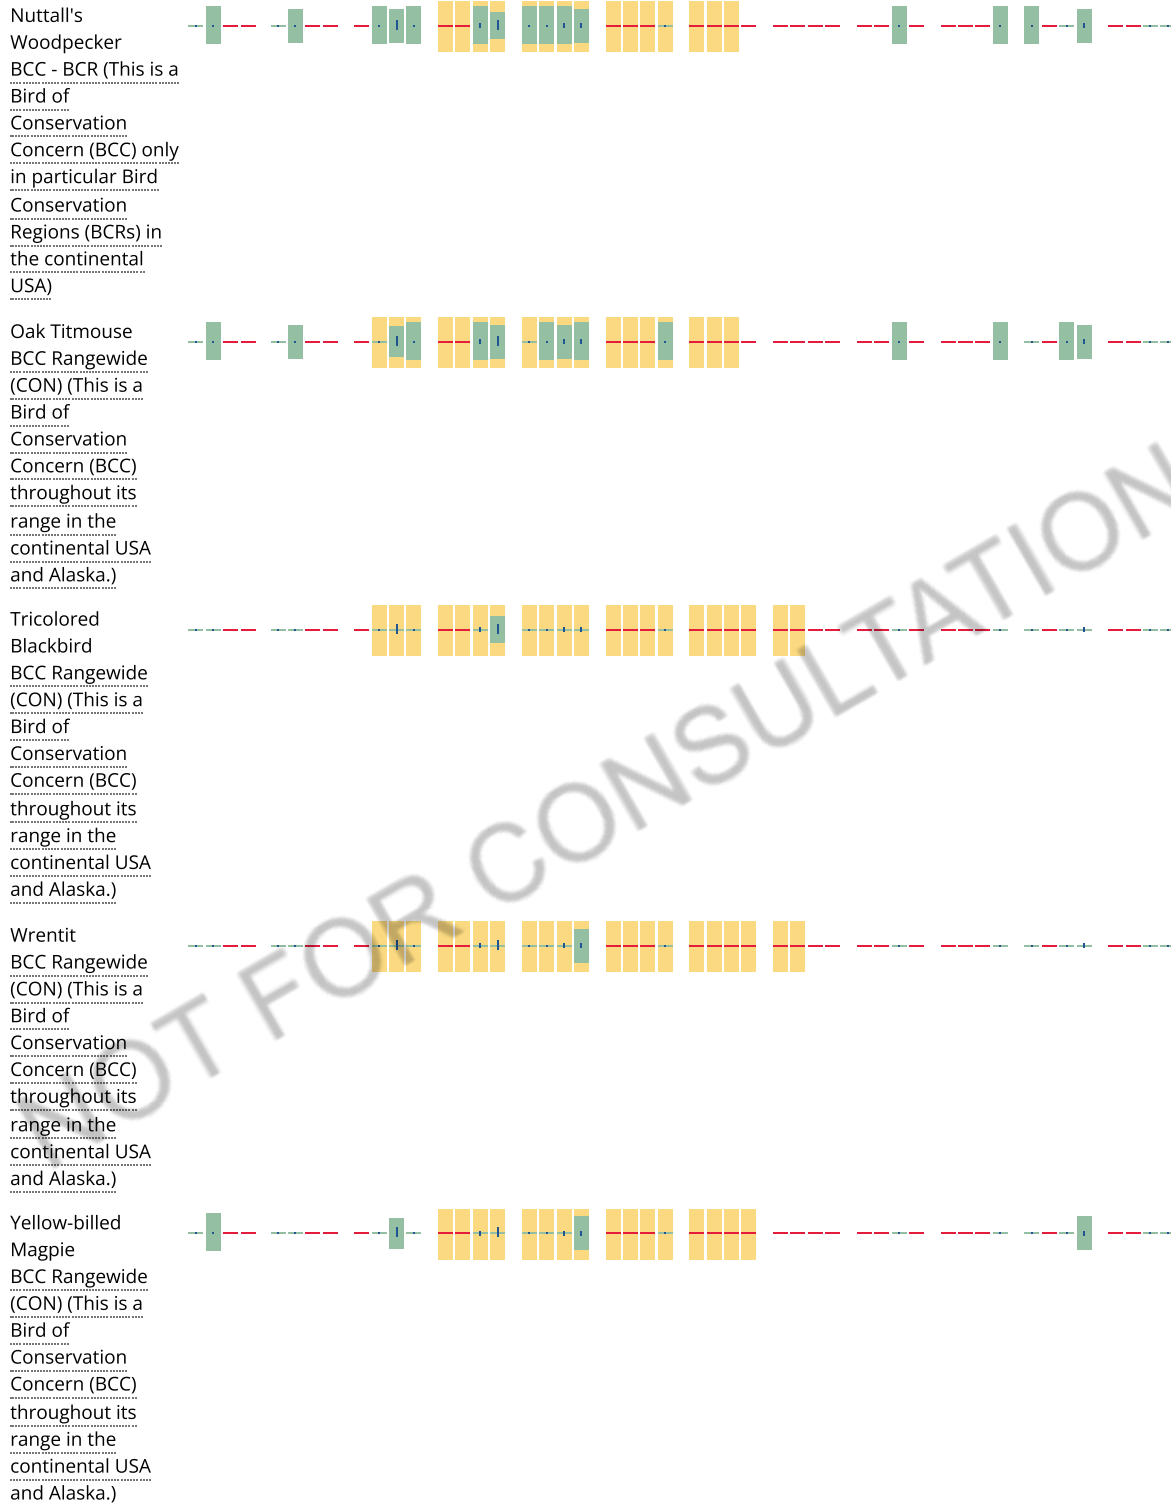 Nuttall's
Woodpecker
BCC - BCR (This is a
Bird of
Conservation
Concern (BCC) only
in particular Bird
Conservation
Regions (BCRs) in
the continental
USA)
Oak Titmouse
BCC Rangewide
(CON) (This is a
Bird of
Conservation
Concern (BCC)
throughout its
range in the
continental USA
and Alaska.)
Tricolored
Blackbird
BCC Rangewide
(CON) (This is a
Bird of
Conservation
Concern (BCC)
throughout its
range in the
continental USA
and Alaska.)
Wrentit
BCC Rangewide
(CON) (This is a
Bird of
Conservation
Concern (BCC)
throughout its
range in the
continental USA
and Alaska.)
Yellow-billed
Magpie
BCC Rangewide
(CON) (This is a
Bird of
Conservation
Concern (BCC)
throughout its
range in the
continental USA
and Alaska.)
NOT FOR CONSULTATION